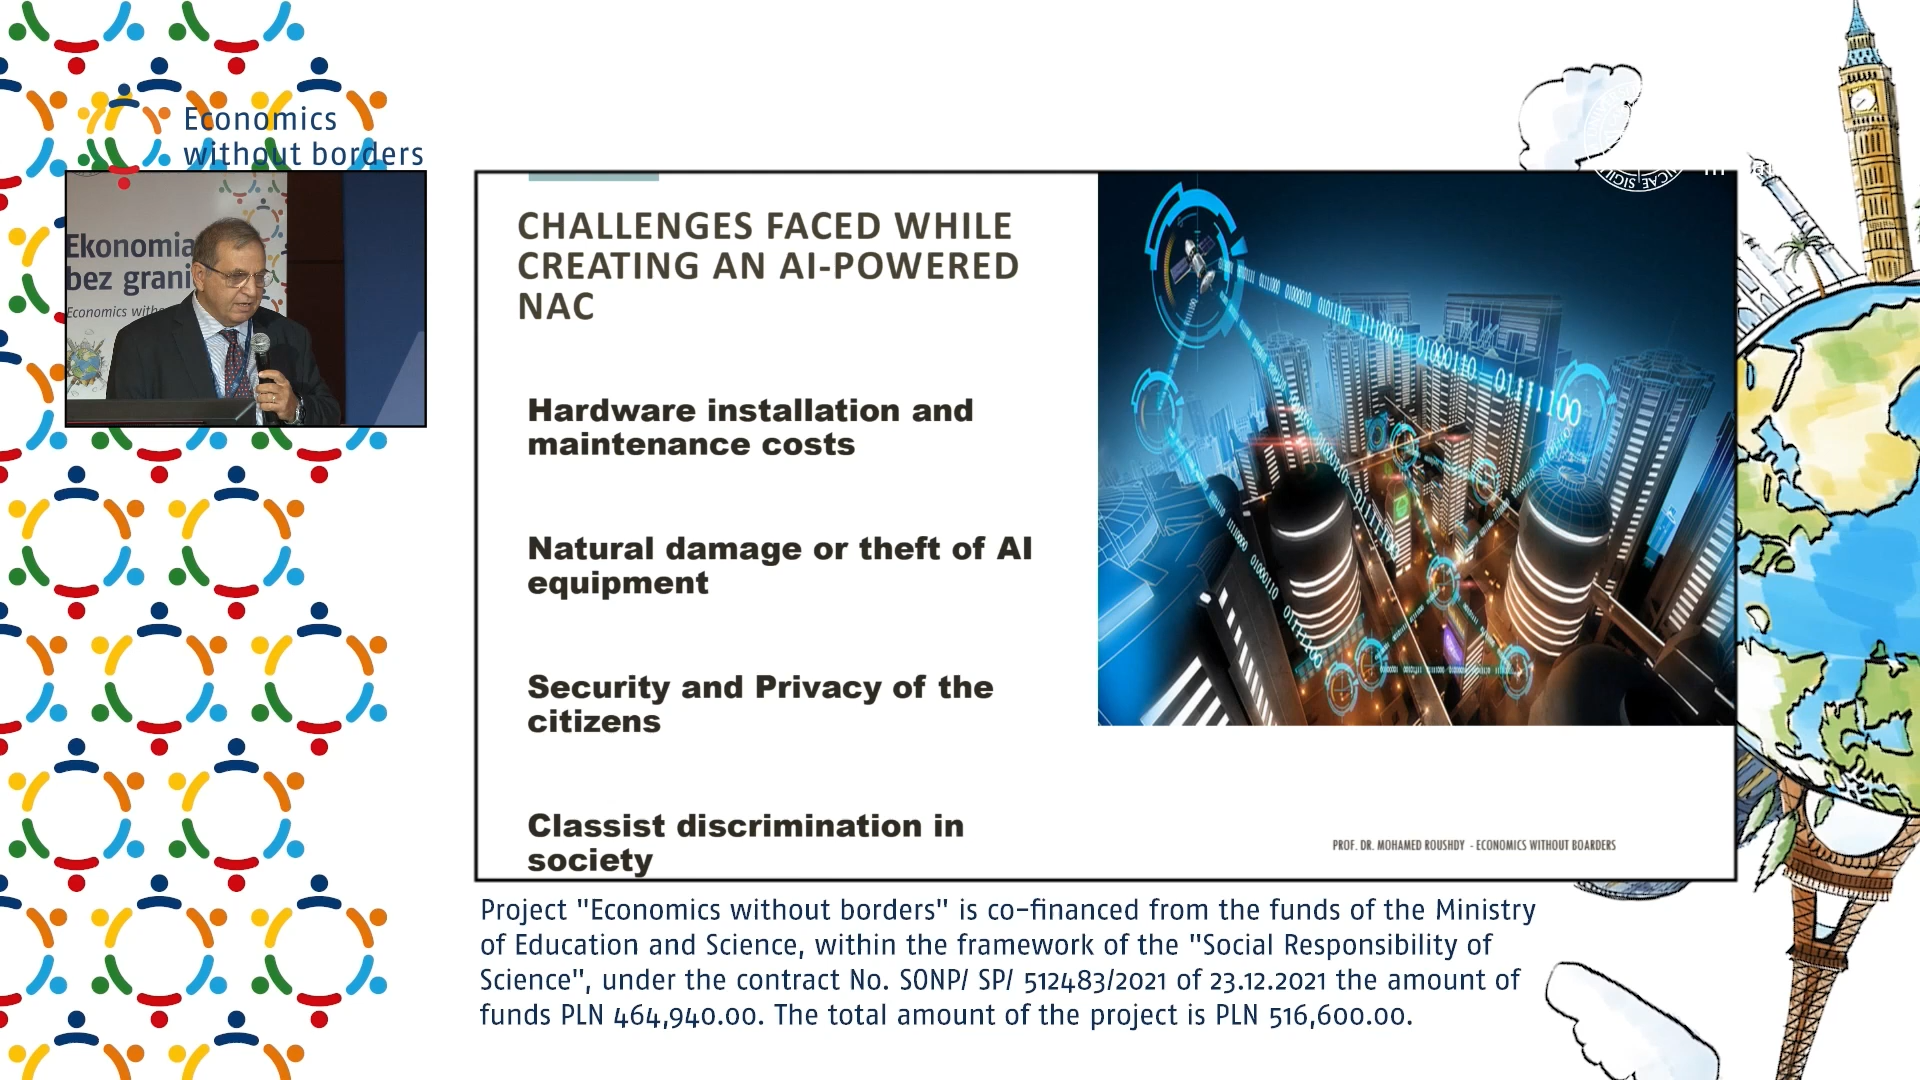 Economics
without borders
Ekonomia
bez grani
Economics witho
CHALLENGES FACED WHILE
CREATING AN AI-POWERED
NAC
Hardware installation and
maintenance costs
Natural damage or theft of AI
equipment
Security and Privacy of the
citizens
Classist discrimination in
society
PROF. DR. MOHAMED ROUSHDY - ECONOMICS WITHOUT BOARDERS
Project "Economics without borders" is co-financed from the funds of the Ministry
of Education and Science, within the framework of the "Social Responsibility of
Science", under the contract No. SONP/ SP/ 512483/2021 of 23.12.2021 the amount of
funds PLN 464,940.00. The total amount of the project is PLN 516,600.00.